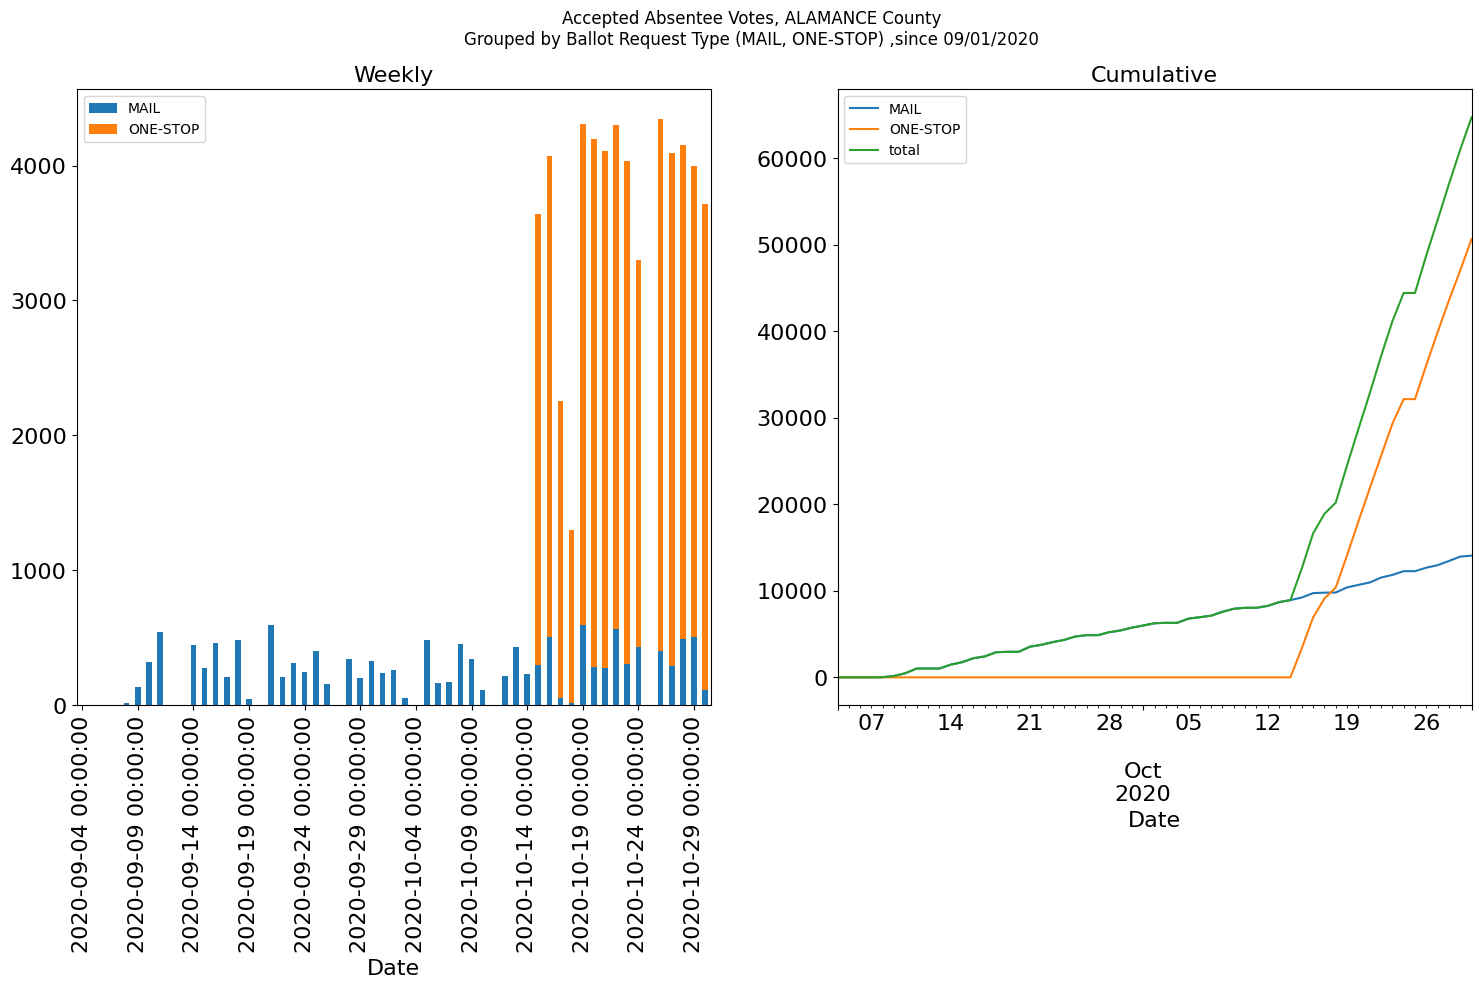 Accepted Absentee Votes, ALAMANCE County
Grouped by Ballot Request Type (MAIL, ONE-STOP) ,since 09/01/2020
Weekly
MAIL
ONE-STOP
4000
3000
2000
1000
0
2020-09-04 00:00:00
2020-09-09 00:00:00
2020-09-14 00:00:00
2020-09-19 00:00:00
2020-09-24 00:00:00
2020-09-29 00:00:00
2020-10-04 00:00:00
2020-10-09 00:00:00
2020-10-14 00:00:00
2020-10-19 00:00:00
2020-10-24 00:00:00
2020-10-29 00:00:00
Date
Cumulative
MAIL
ONE-STOP
total
60000
50000
40000
30000
20000
10000
0
07 14 21 28 05 12 19 26
Oct
2020
Date